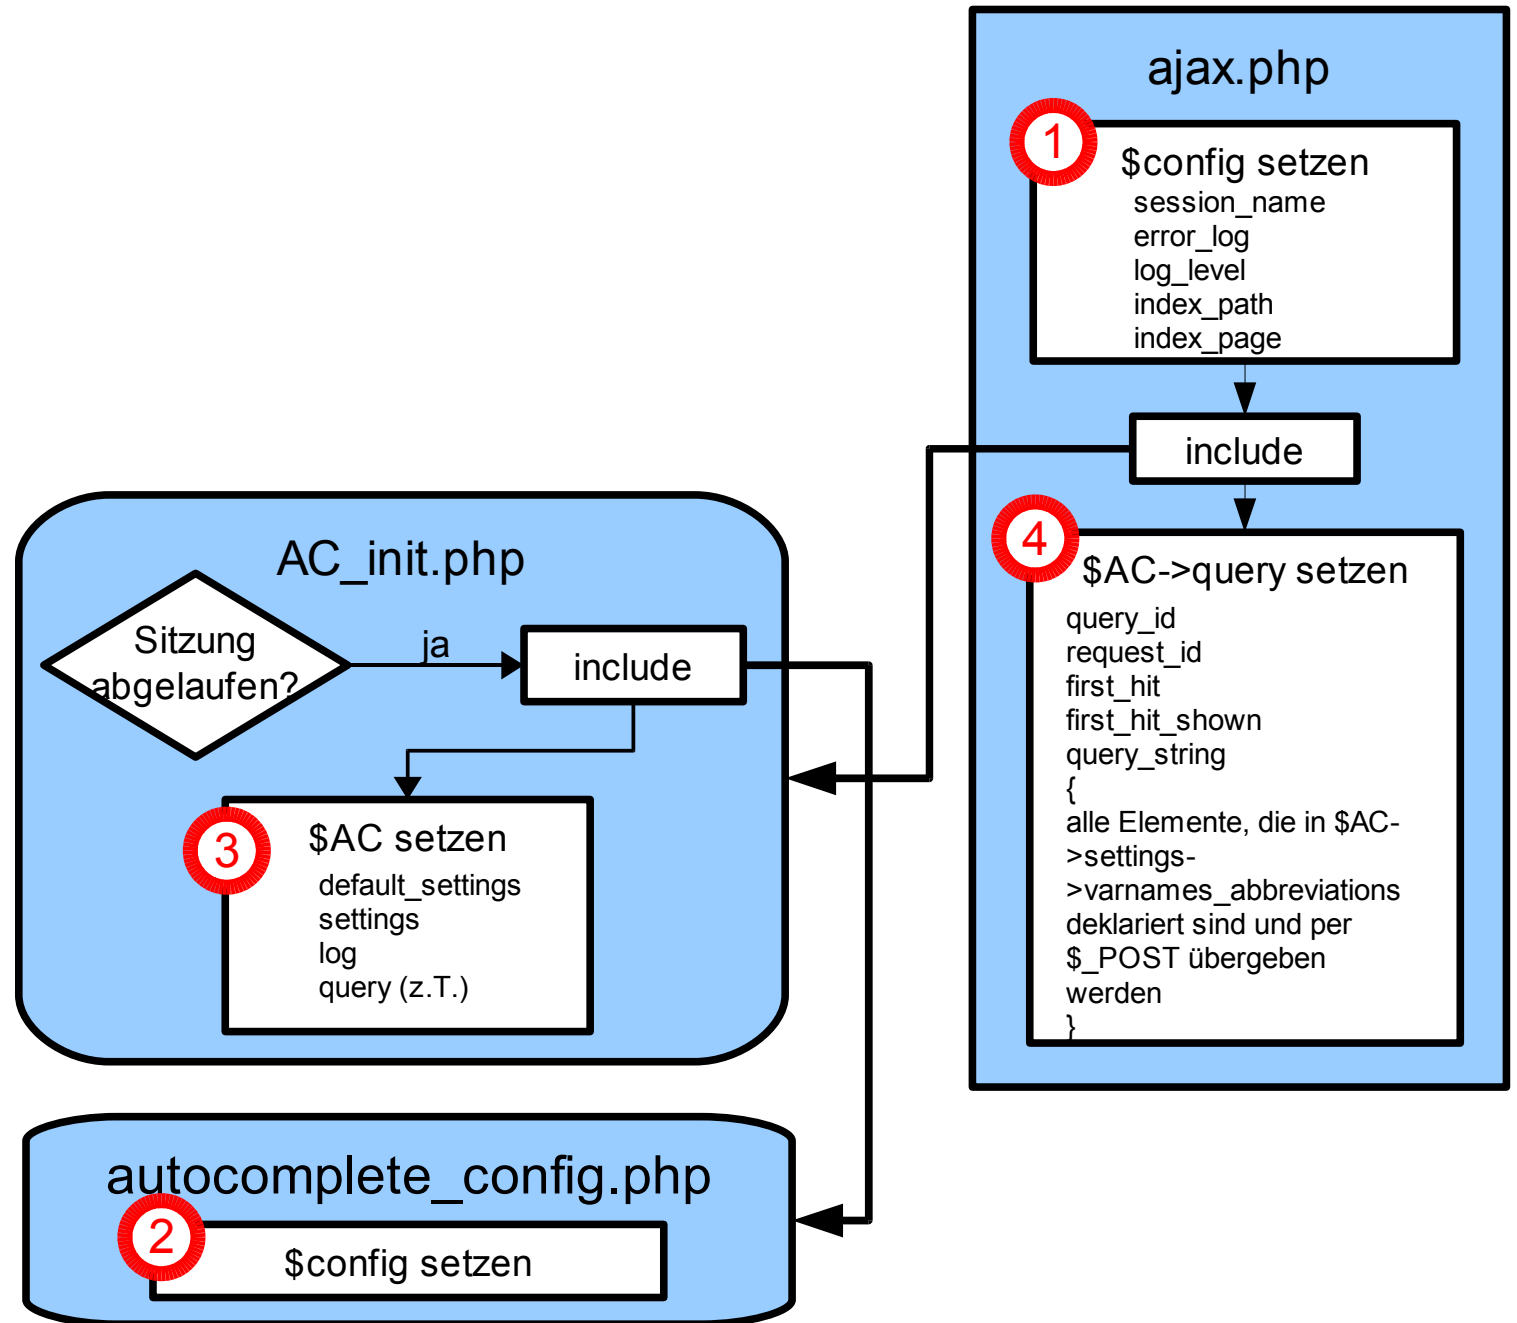 ajax.php
1
$config setzen
session_name
error_log
log_level
index_path
index_page
include
4
$AC->query setzen
query_id
request_id
first_hit
first_hit_shown
query_string
{
alle Elemente, die in $AC-
>settings-
>varnames_abbreviations
deklariert sind und per
$_POST übergeben
werden
}
AC_init.php
Sitzung
abgelaufen?
ja
include
3
$AC setzen
default_settings
settings
log
query (z.T.)
autocomplete_config.php
2
$config setzen